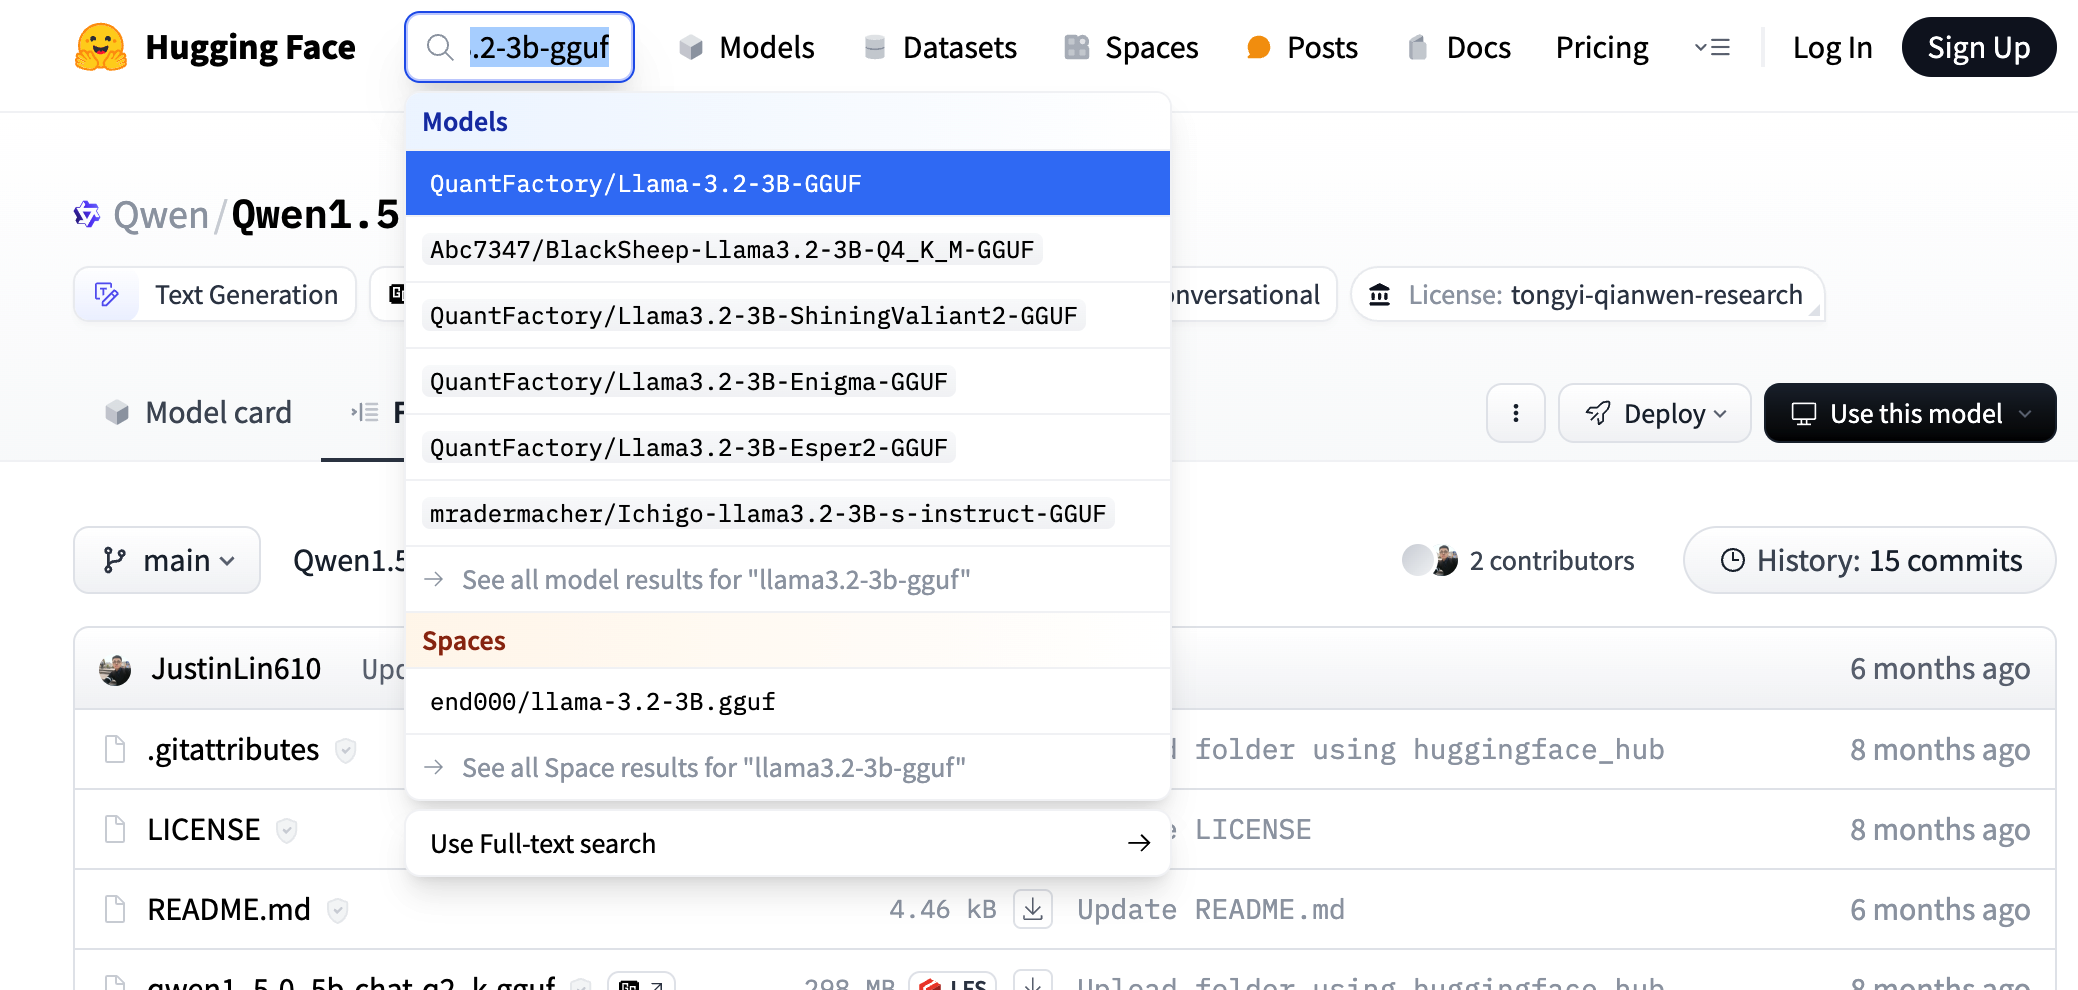 Hugging Face
.2-3b-gguf
Models
Datasets
Spaces
Posts
Docs
Pricing
Log In
Sign Up
Models
QuantFactory/Llama-3.2-3B-GGUF
Abc7347/BlackSheep-Llama3.2-3B-Q4_K_M-GGUF
QuantFactory/Llama3.2-3B-ShiningValiant2-GGUF
QuantFactory/Llama3.2-3B-Enigma-GGUF
QuantFactory/Llama3.2-3B-Esper2-GGUF
mradermacher/Ichigo-llama3.2-3B-s-instruct-GGUF
→ See all model results for "llama3.2-3b-gguf"
Spaces
end000/llama-3.2-3B.gguf
→ See all Space results for "llama3.2-3b-gguf"
Use Full-text search →
Qwen/Qwen1.5
Text Generation
nversational
License: tongyi-qianwen-research
Model card
F
Deploy
Use this model
main
Qwen1.5
2 contributors
History: 15 commits
JustinLin610 Upd 6 months ago
.gitattributes d folder using huggingface_hub 8 months ago
LICENSE LICENSE 8 months ago
README.md 4.46 kB Update README.md 6 months ago
qwen1_5-0_5b-chat-q2_k.gguf 298 MB LFS Upload folder using huggingface_hub 8 months ago